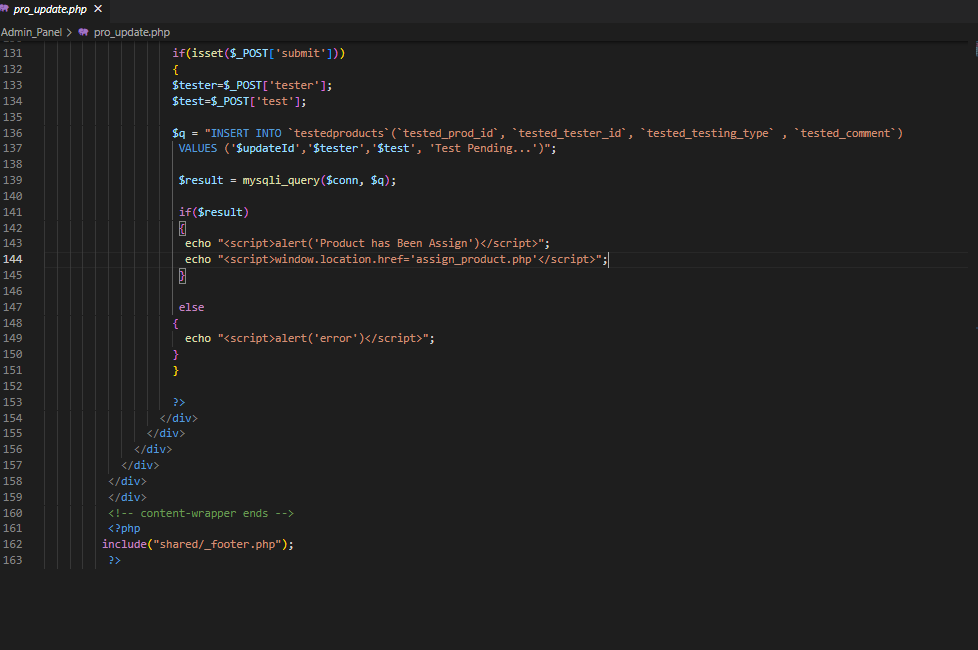 pro_update.php ×
Admin_Panel > pro_update.php
131 if(isset($_POST['submit']))
132 {
133 $tester=$_POST['tester'];
134 $test=$_POST['test'];
135
136 $q = "INSERT INTO `testedproducts`(`tested_prod_id`, `tested_tester_id`, `tested_testing_type` , `tested_comment`)
137 VALUES ('$updateId','$tester','$test', 'Test Pending...')";
138
139 $result = mysqli_query($conn, $q);
140
141 if($result)
142 {
143 echo "<script>alert('Product has Been Assign')</script>";
144 echo "<script>window.location.href='assign_product.php'</script>";
145 }
146
147 else
148 {
149 echo "<script>alert('error')</script>";
150 }
151 }
152
153 ?>
154 </div>
155 </div>
156 </div>
157 </div>
158 </div>
159 </div>
160 <!-- content-wrapper ends -->
161 <?php
162 include("shared/_footer.php");
163 ?>